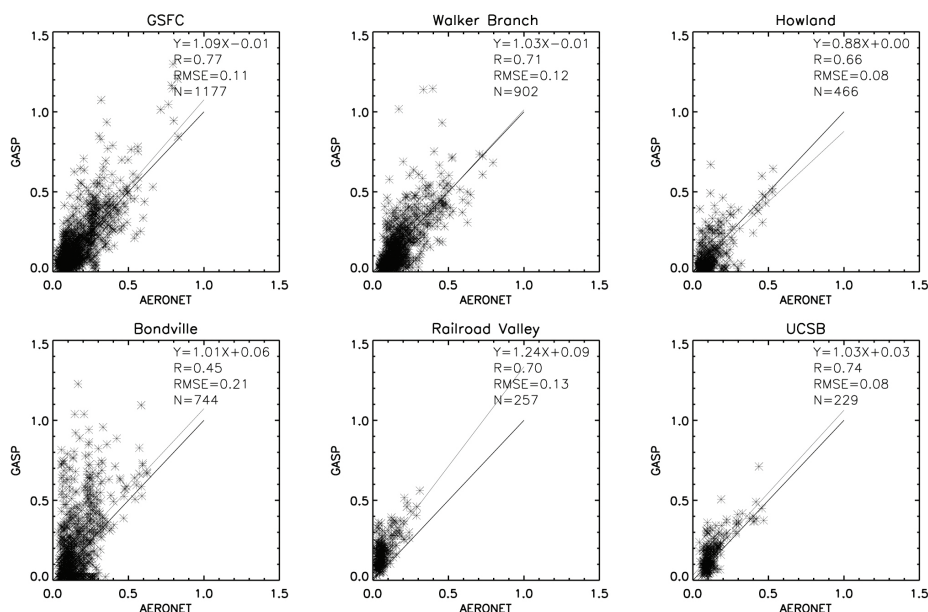 GSFC
Y=1.09X−0.01
R=0.77
RMSE=0.11
N=1177
1.5
1.0
0.5
0.0
GASP
0.0 0.5 1.0 1.5
AERONET
Walker Branch
Y=1.03X−0.01
R=0.71
RMSE=0.12
N=902
1.5
1.0
0.5
0.0
GASP
0.0 0.5 1.0 1.5
AERONET
Howland
Y=0.88X+0.00
R=0.66
RMSE=0.08
N=466
1.5
1.0
0.5
0.0
GASP
0.0 0.5 1.0 1.5
AERONET
Bondville
Y=1.01X+0.06
R=0.45
RMSE=0.21
N=744
1.5
1.0
0.5
0.0
GASP
0.0 0.5 1.0 1.5
AERONET
Railroad Valley
Y=1.24X+0.09
R=0.70
RMSE=0.13
N=257
1.5
1.0
0.5
0.0
GASP
0.0 0.5 1.0 1.5
AERONET
UCSB
Y=1.03X+0.03
R=0.74
RMSE=0.08
N=229
1.5
1.0
0.5
0.0
GASP
0.0 0.5 1.0 1.5
AERONET